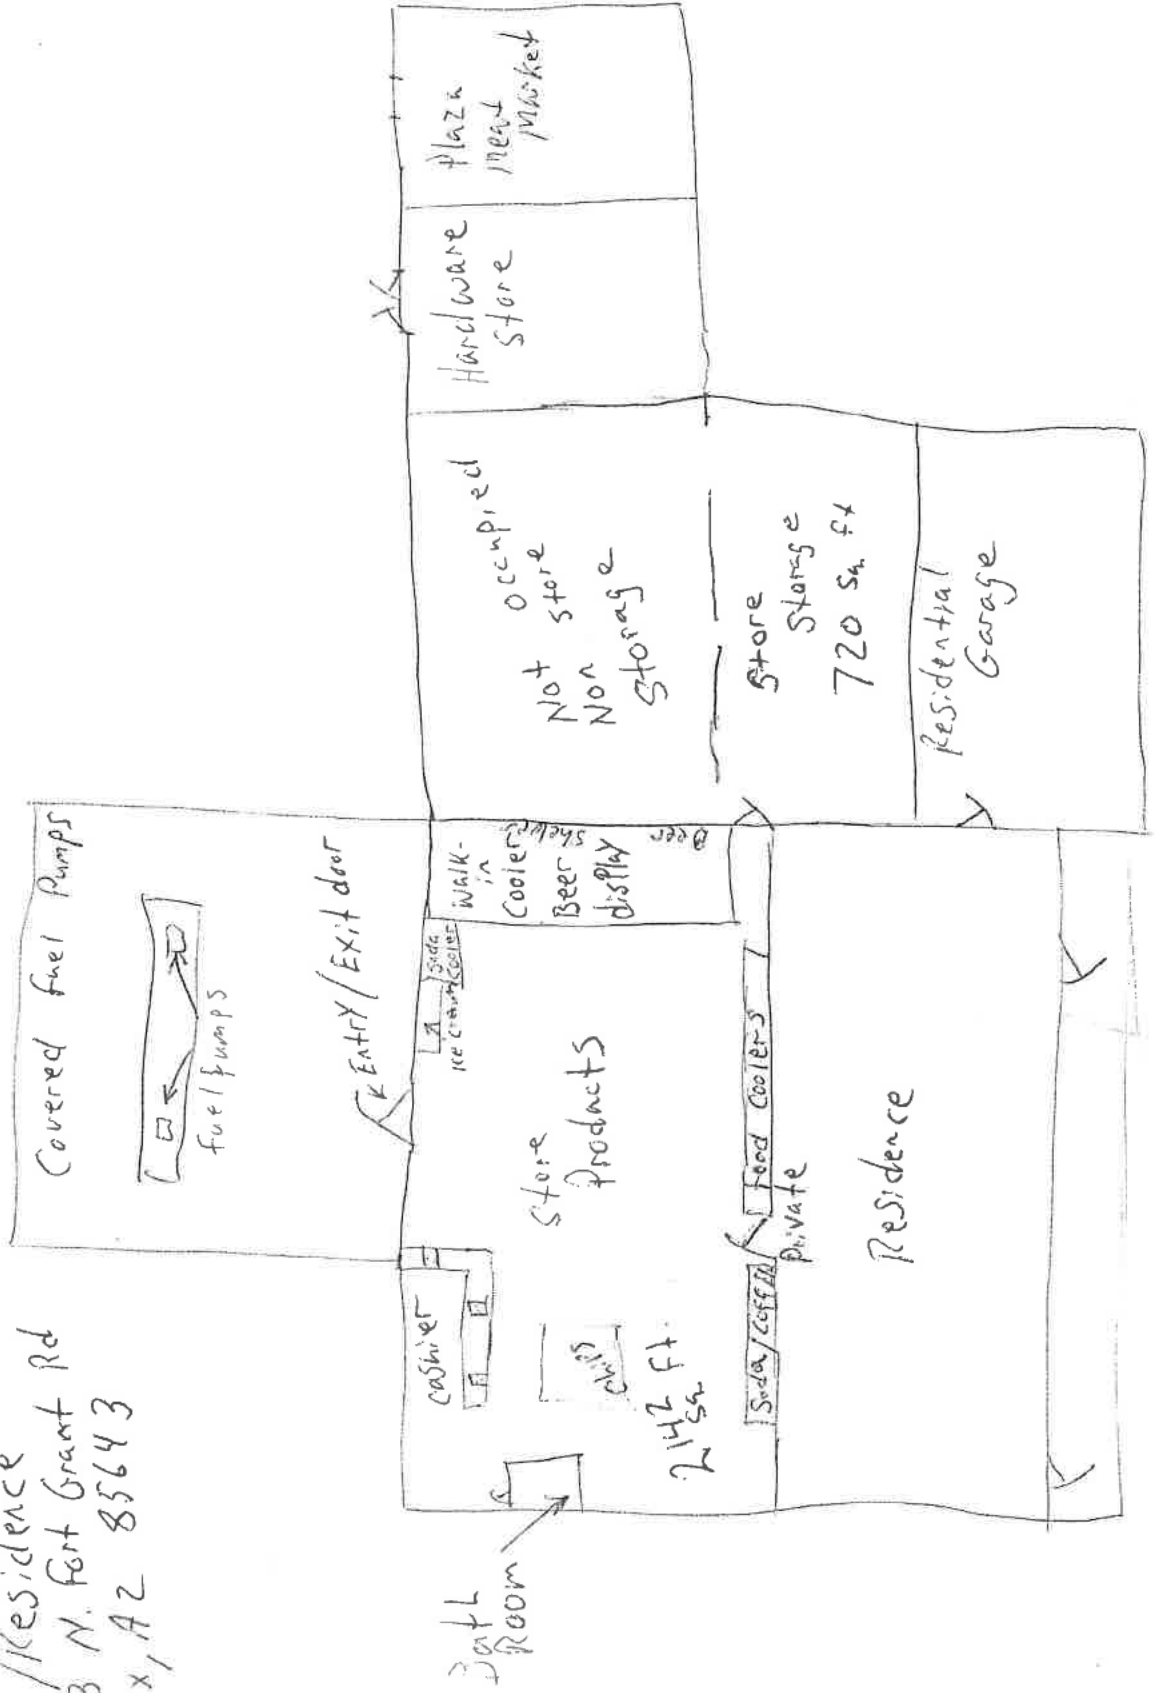 /Residence
3 N. Fort Grant Rd
x, AZ 85643
Covered fuel Pumps
fuel pumps
Entry/Exit door
cashier
Bath
Room
chips
2142
sq Ft.
Store
Products
Ice cream
Soda
cooler
walk-
in
Cooler
Beer
display
Shelves
Beer
Soda/Coffee
Food Coolers
Private
Residence
Not occupied
Not store
Non
Storage
Store
Storage
720 sq ft
Residential
Garage
Hardware
Store
Plaza
meat
Market